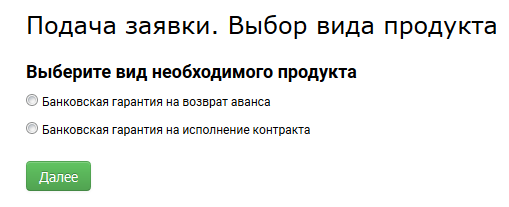 Подача заявки. Выбор вида продукта
Выберите вид необходимого продукта
Банковская гарантия на возврат аванса
Банковская гарантия на исполнение контракта
Далее